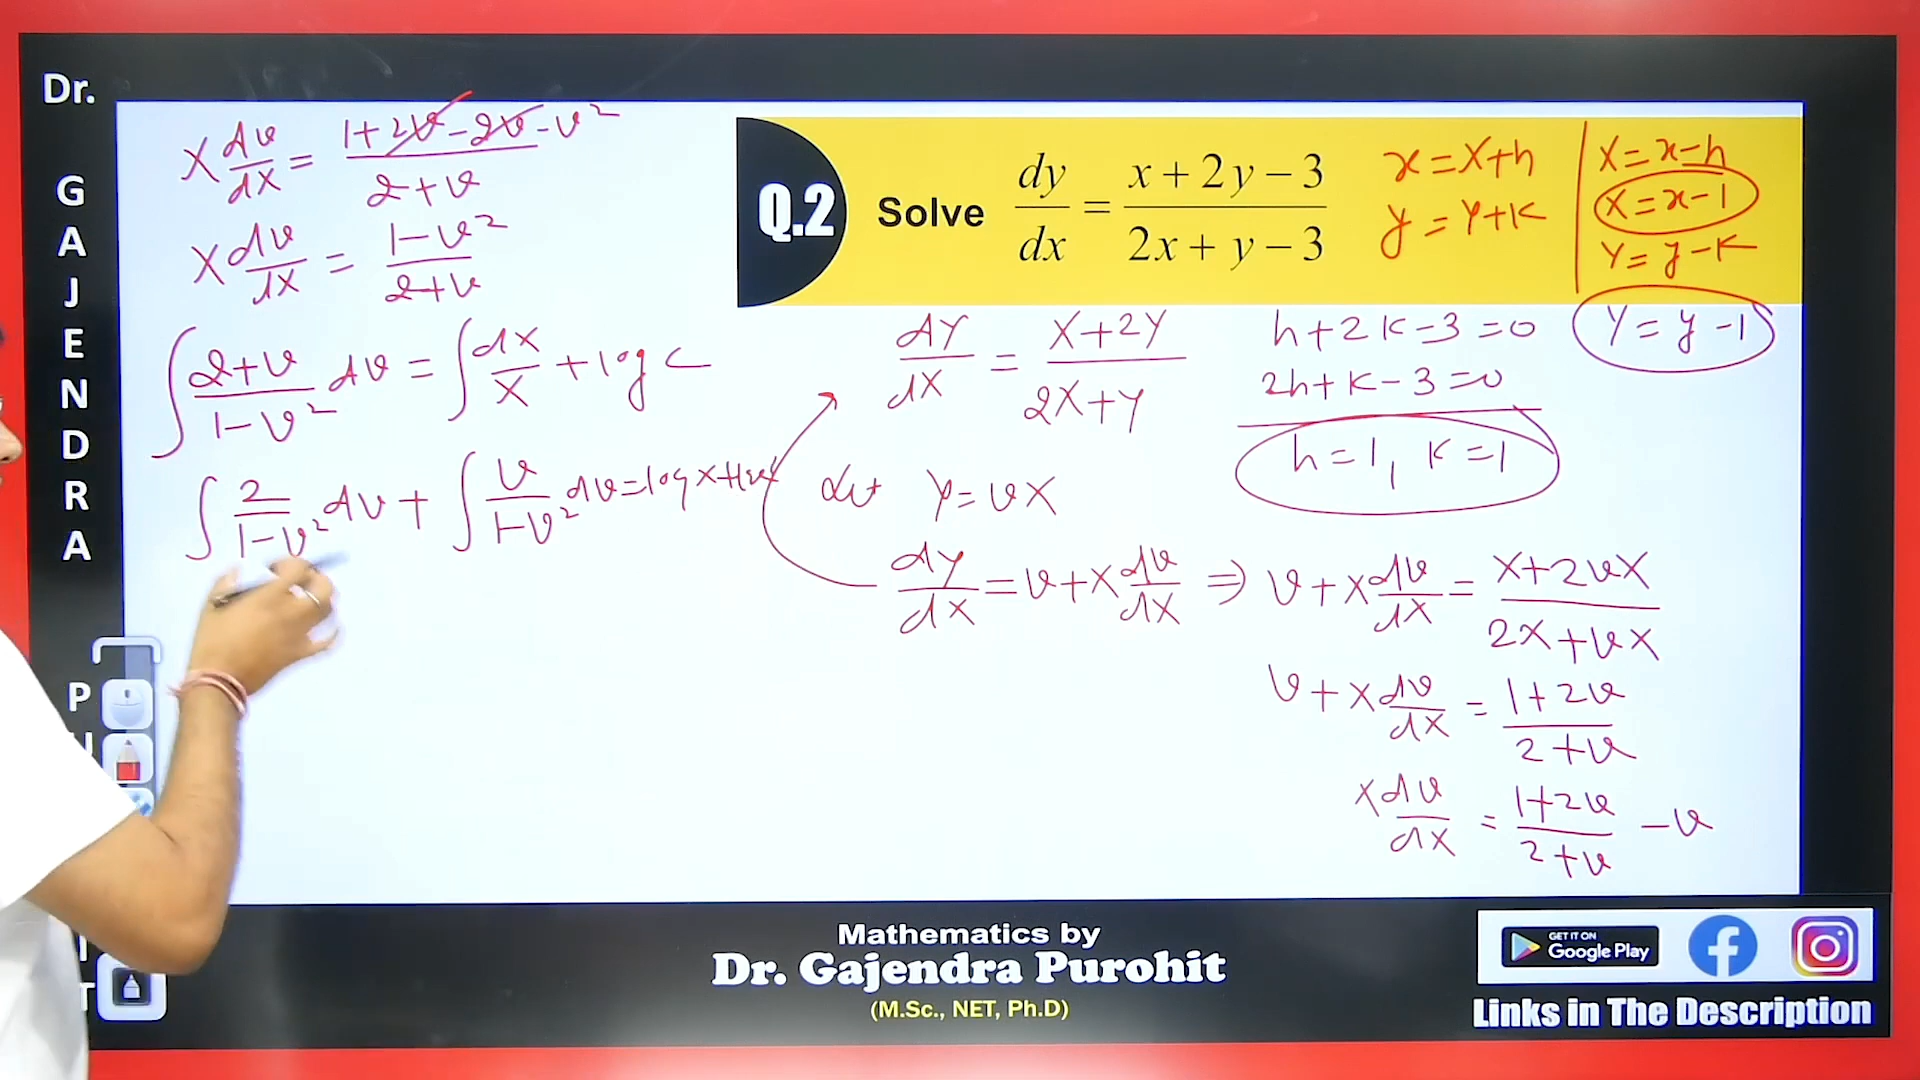 Dr.
G
A
J
E
N
D
R
A
P
X dv/dX = (1+2v-2v-v²)/(2+v)
X dv/dX = (1-v²)/(2+v)
∫ (2+v)/(1-v²) dv = ∫ dX/X + log c
∫ 2/(1-v²) dv + ∫ v/(1-v²) dv = log X +
Q.2 Solve dy/dx = (x+2y-3)/(2x+y-3)
x = X+h
y = Y+K
X = x-h
X = x-1
Y = y-K
Y = y-1
dY/dX = (X+2Y)/(2X+Y)
h+2K-3=0
2h+K-3=0
h=1, K=1
Y = vX
dy/dX = v+X dv/dX ⇒ v+X dv/dX = (X+2vX)/(2X+vX)
v+X dv/dX = (1+2v)/(2+v)
X dv/dX = (1+2v)/(2+v) - v
Mathematics by
Dr. Gajendra Purohit
(M.Sc., NET, Ph.D)
GET IT ON
Google Play
Links in The Description